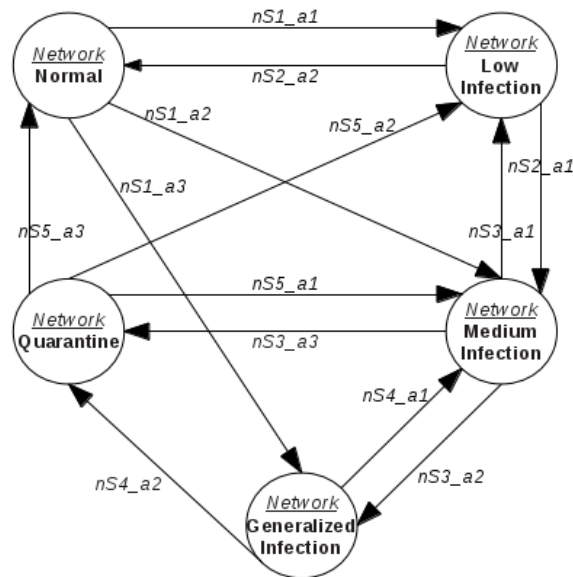 nS1_a1
Network
Normal
Network
Low
Infection
nS2_a2
nS1_a2
nS5_a2
nS2_a1
nS1_a3
nS3_a1
nS5_a3
nS5_a1
Network
Quarantine
Network
Medium
Infection
nS3_a3
nS4_a1
nS4_a2
nS3_a2
Network
Generalized
Infection